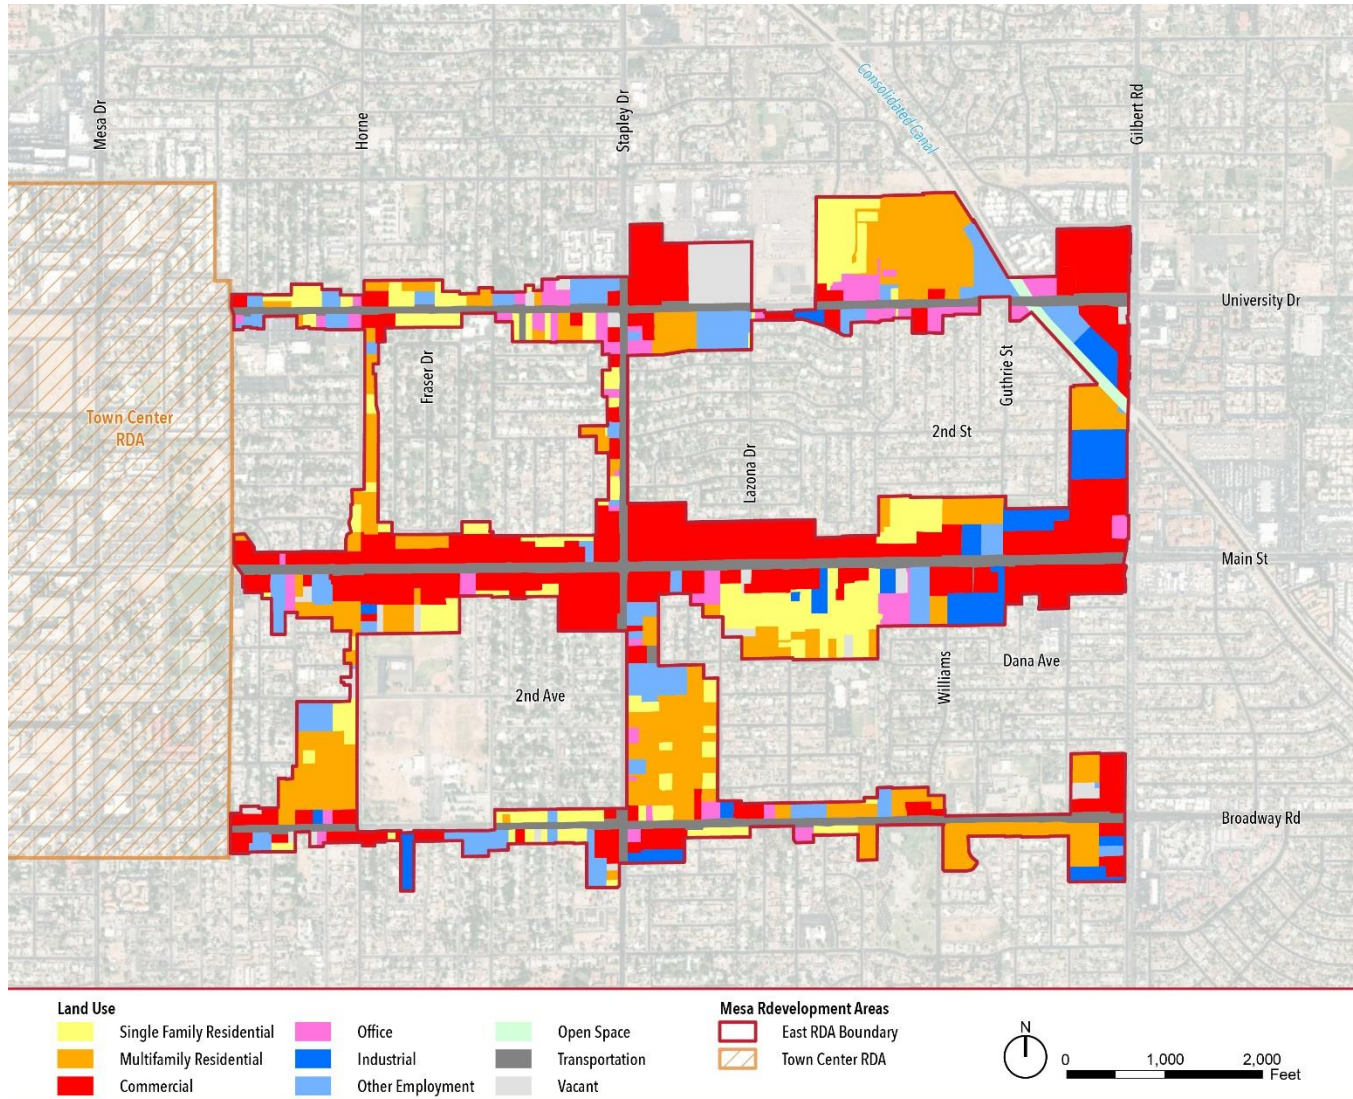 Mesa Dr
Horne
Stapley Dr
Consolidated Canal
Gilbert Rd
University Dr
Fraser Dr
Guthrie St
Town Center
RDA
2nd St
Lazona Dr
Main St
Dana Ave
Williams
2nd Ave
Broadway Rd
Land Use
Single Family Residential
Multifamily Residential
Commercial
Office
Industrial
Other Employment
Open Space
Transportation
Vacant
Mesa Rdevelopment Areas
East RDA Boundary
Town Center RDA
N
0 1,000 2,000
Feet